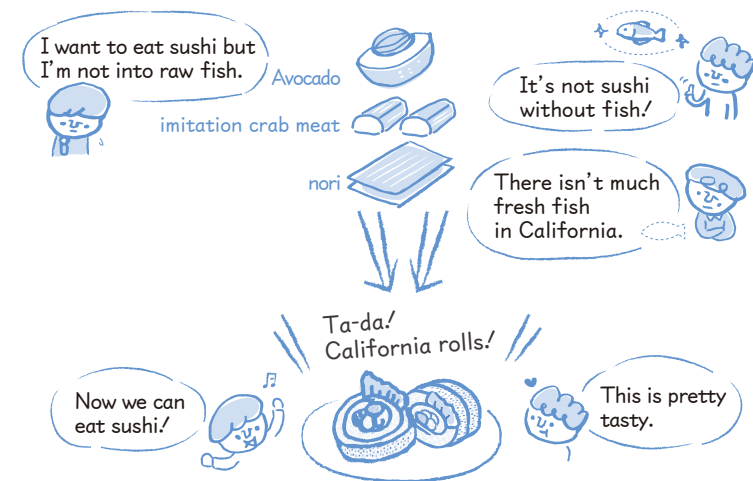 I want to eat sushi but
I'm not into raw fish.
Avocado
imitation crab meat
nori
It's not sushi
without fish!
There isn't much
fresh fish
in California.
Ta-da!
California rolls!
Now we can
eat sushi!
This is pretty
tasty.